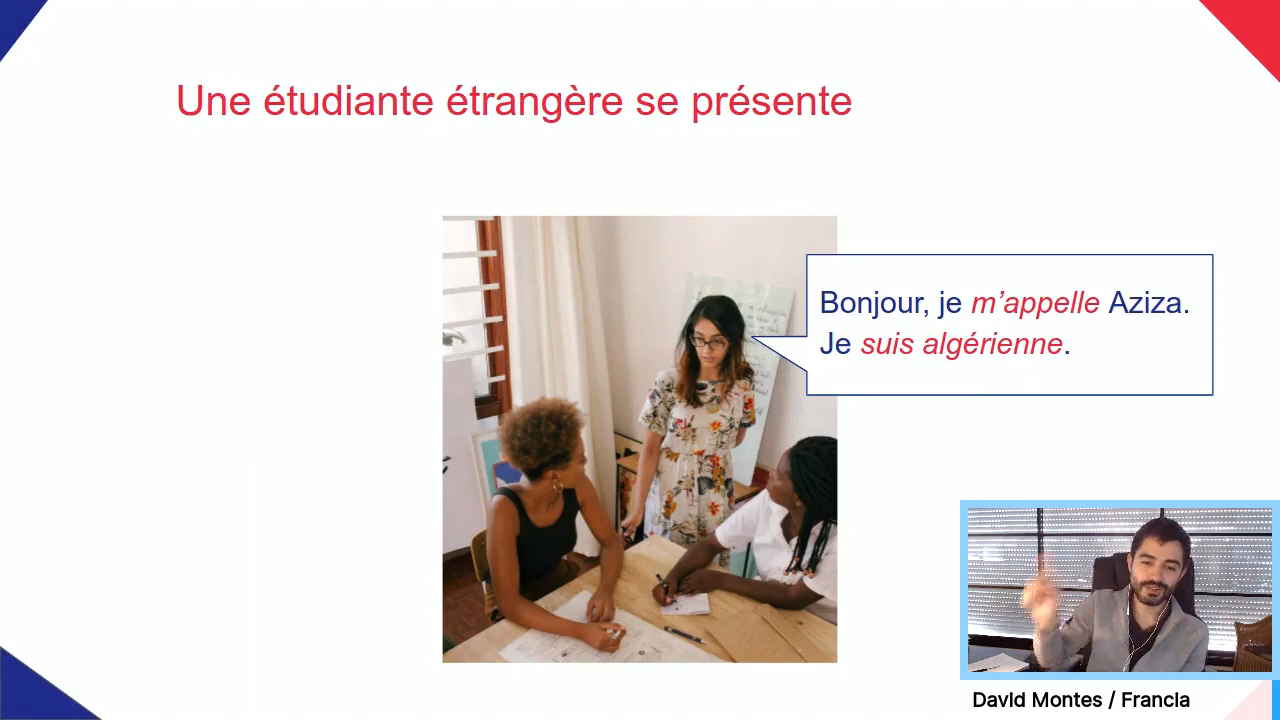 Une étudiante étrangère se présente
Bonjour, je m’appelle Aziza.
Je suis algérienne.
David Montes / Francia